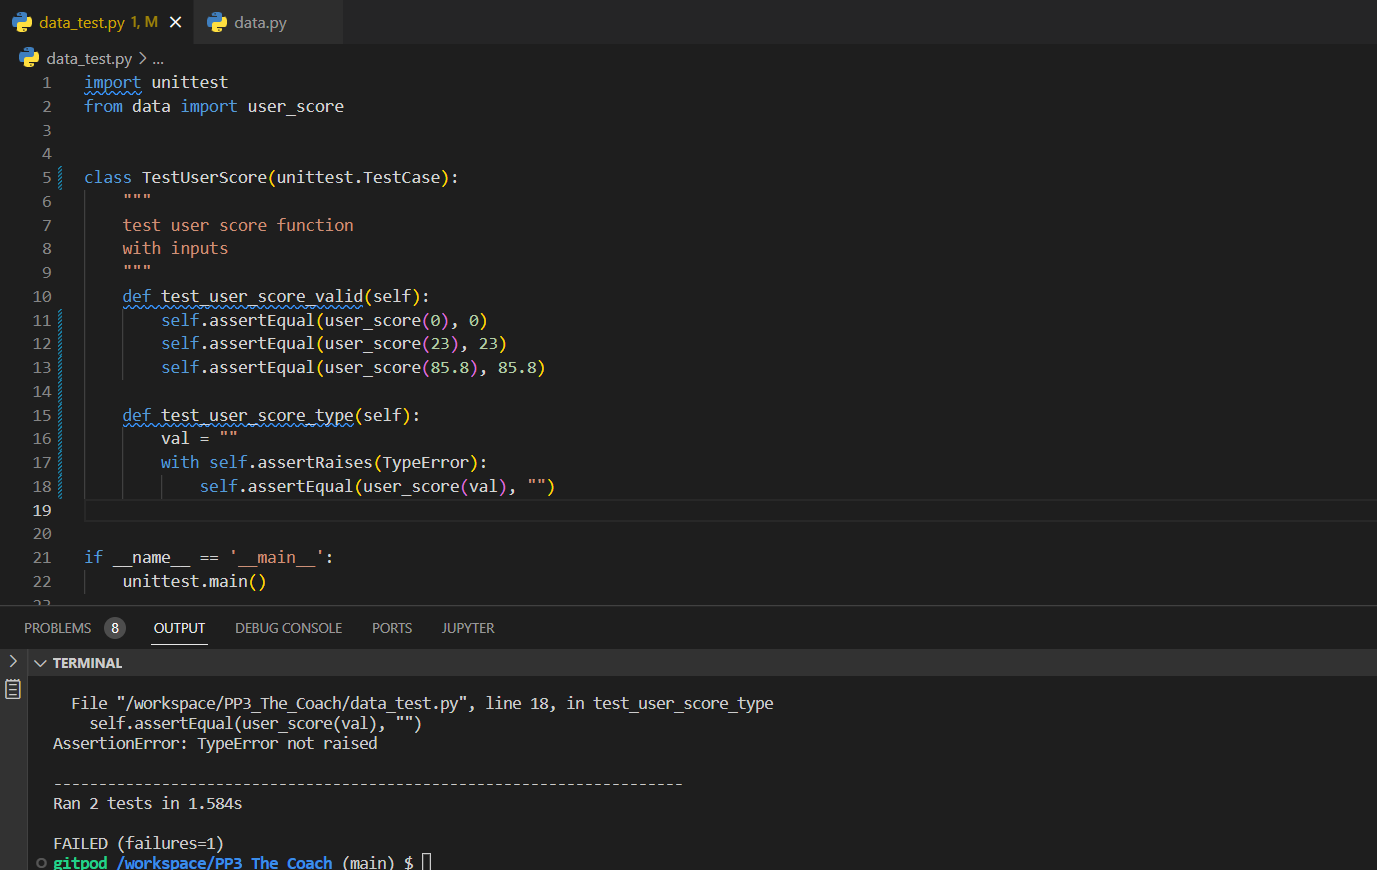 data_test.py 1, M
data.py
data_test.py > ...
1 import unittest
2 from data import user_score
3
4
5 class TestUserScore(unittest.TestCase):
6 """
7 test user score function
8 with inputs
9 """
10 def test_user_score_valid(self):
11 self.assertEqual(user_score(0), 0)
12 self.assertEqual(user_score(23), 23)
13 self.assertEqual(user_score(85.8), 85.8)
14
15 def test_user_score_type(self):
16 val = ""
17 with self.assertRaises(TypeError):
18 self.assertEqual(user_score(val), "")
19
20
21 if __name__ == '__main__':
22 unittest.main()
23
PROBLEMS 8 OUTPUT DEBUG CONSOLE PORTS JUPYTER
TERMINAL
File "/workspace/PP3_The_Coach/data_test.py", line 18, in test_user_score_type
self.assertEqual(user_score(val), "")
AssertionError: TypeError not raised
----------------------------------------------------------------------
Ran 2 tests in 1.584s
FAILED (failures=1)
gitpod /workspace/PP3_The_Coach (main) $